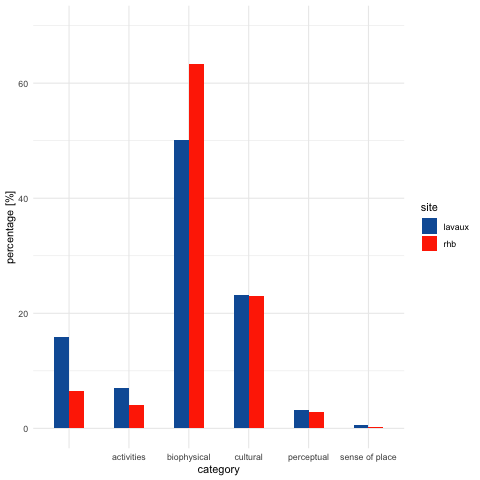 percentage [%]
60
40
20
0
activities biophysical cultural perceptual sense of place
category
site
lavaux
rhb